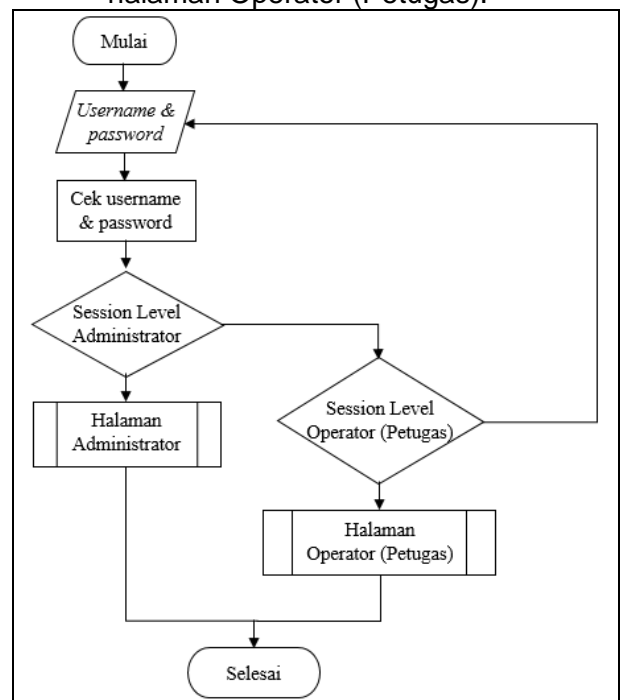 halaman Operator (Petugas).
Mulai
Username &
password
Cek username
& password
Session Level
Administrator
Halaman
Administrator
Session Level
Operator (Petugas)
Halaman
Operator (Petugas)
Selesai